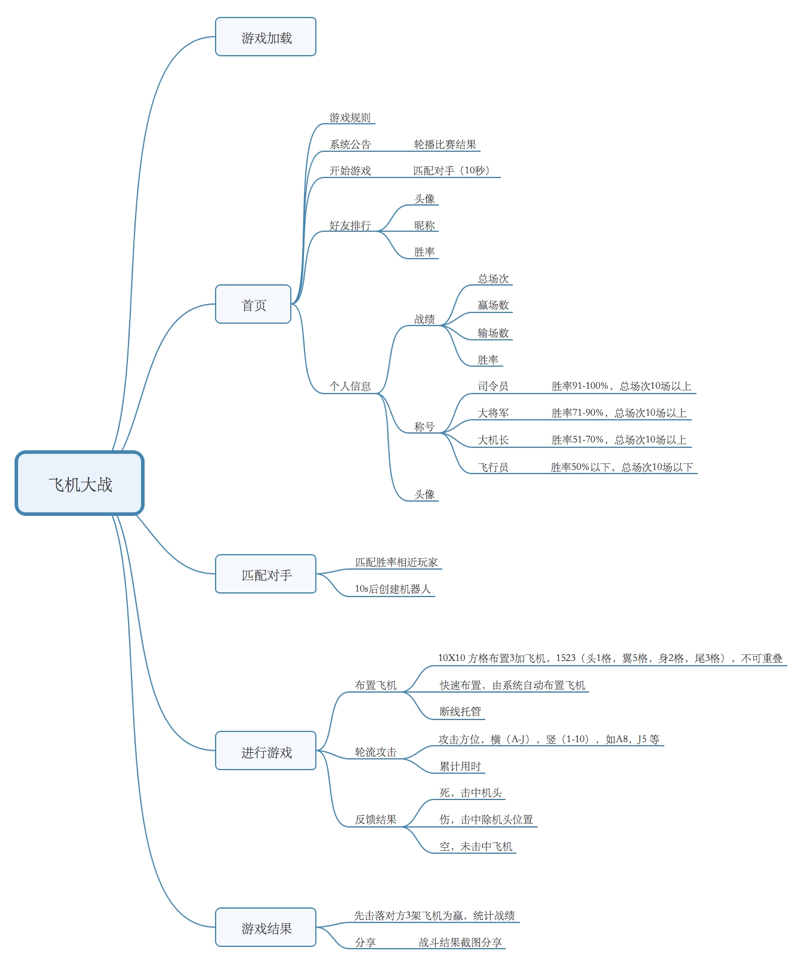 游戏加载
游戏规则
系统公告 轮播比赛结果
开始游戏 匹配对手（10秒）
头像
好友排行 昵称
胜率
总场次
首页 赢场数
战绩
输场数
胜率
个人信息 司令员 胜率91-100%，总场次10场以上
大将军 胜率71-90%，总场次10场以上
称号
大机长 胜率51-70%，总场次10场以上
飞行员 胜率50%以下，总场次10场以下
飞机大战
头像
匹配胜率相近玩家
匹配对手
10s后创建机器人
10X10 方格布置3加飞机，1523（头1格，翼5格，身2格，尾3格），不可重叠
布置飞机 快速布置，由系统自动布置飞机
断线托管
攻击方位，横（A-J），竖（1-10），如A8，J5 等
进行游戏 轮流攻击
累计用时
死，击中机头
反馈结果 伤，击中除机头位置
空，未击中飞机
先击落对方3架飞机为赢，统计战绩
游戏结果
分享 战斗结果截图分享